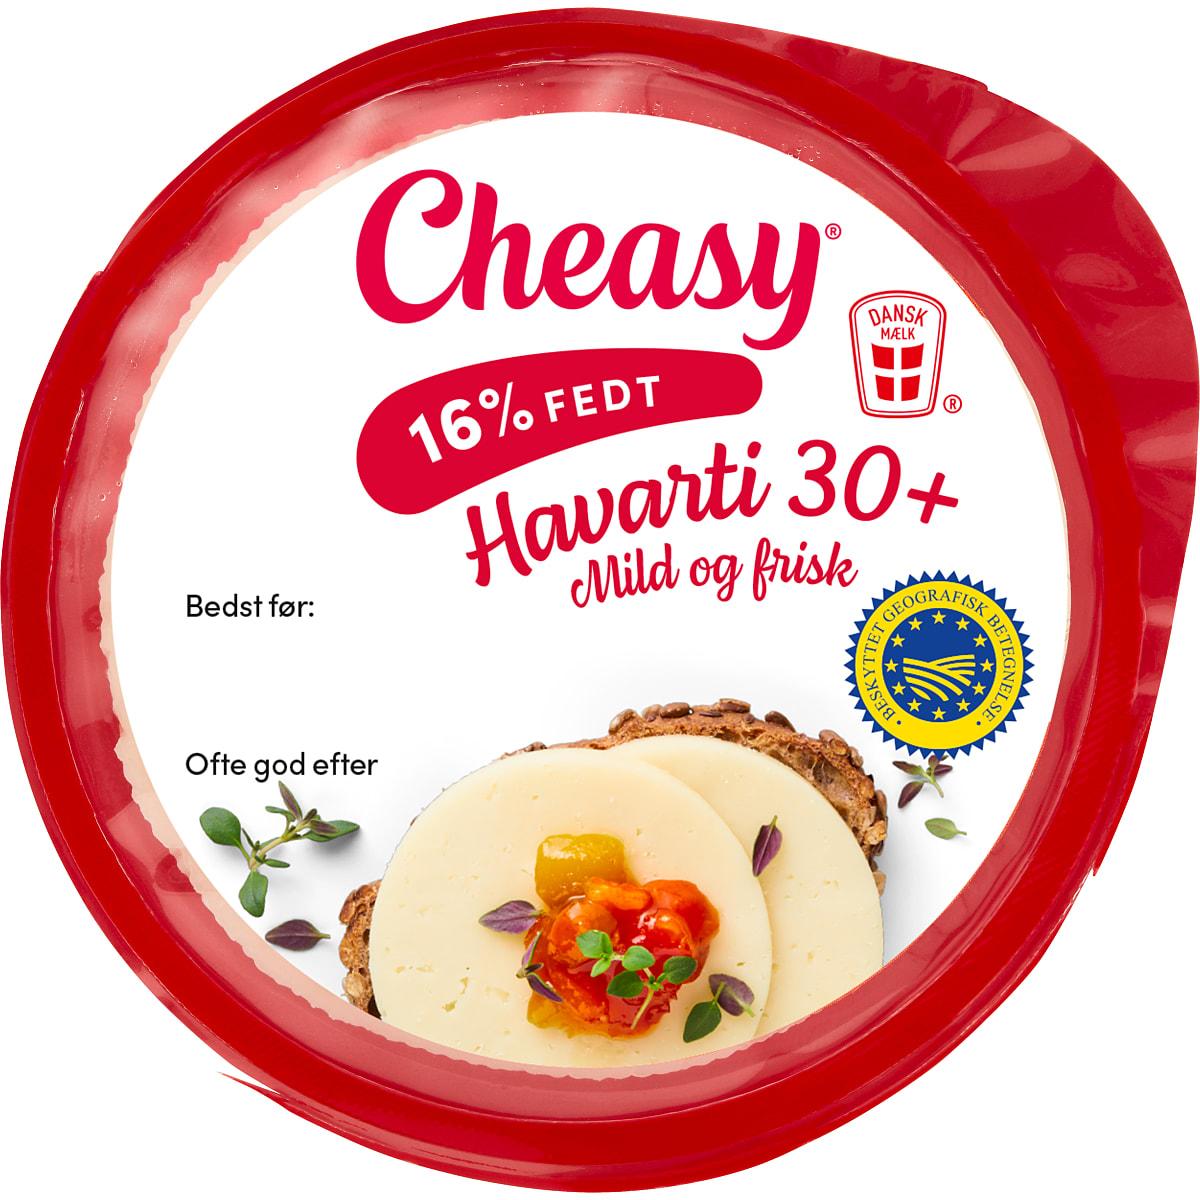 Cheasy®
DANSK
MÆLK
®
16% FEDT
Havarti 30+
Mild og frisk
Bedst før:
BESKYTTET GEOGRAFISK BETEGNELSE
Ofte god efter